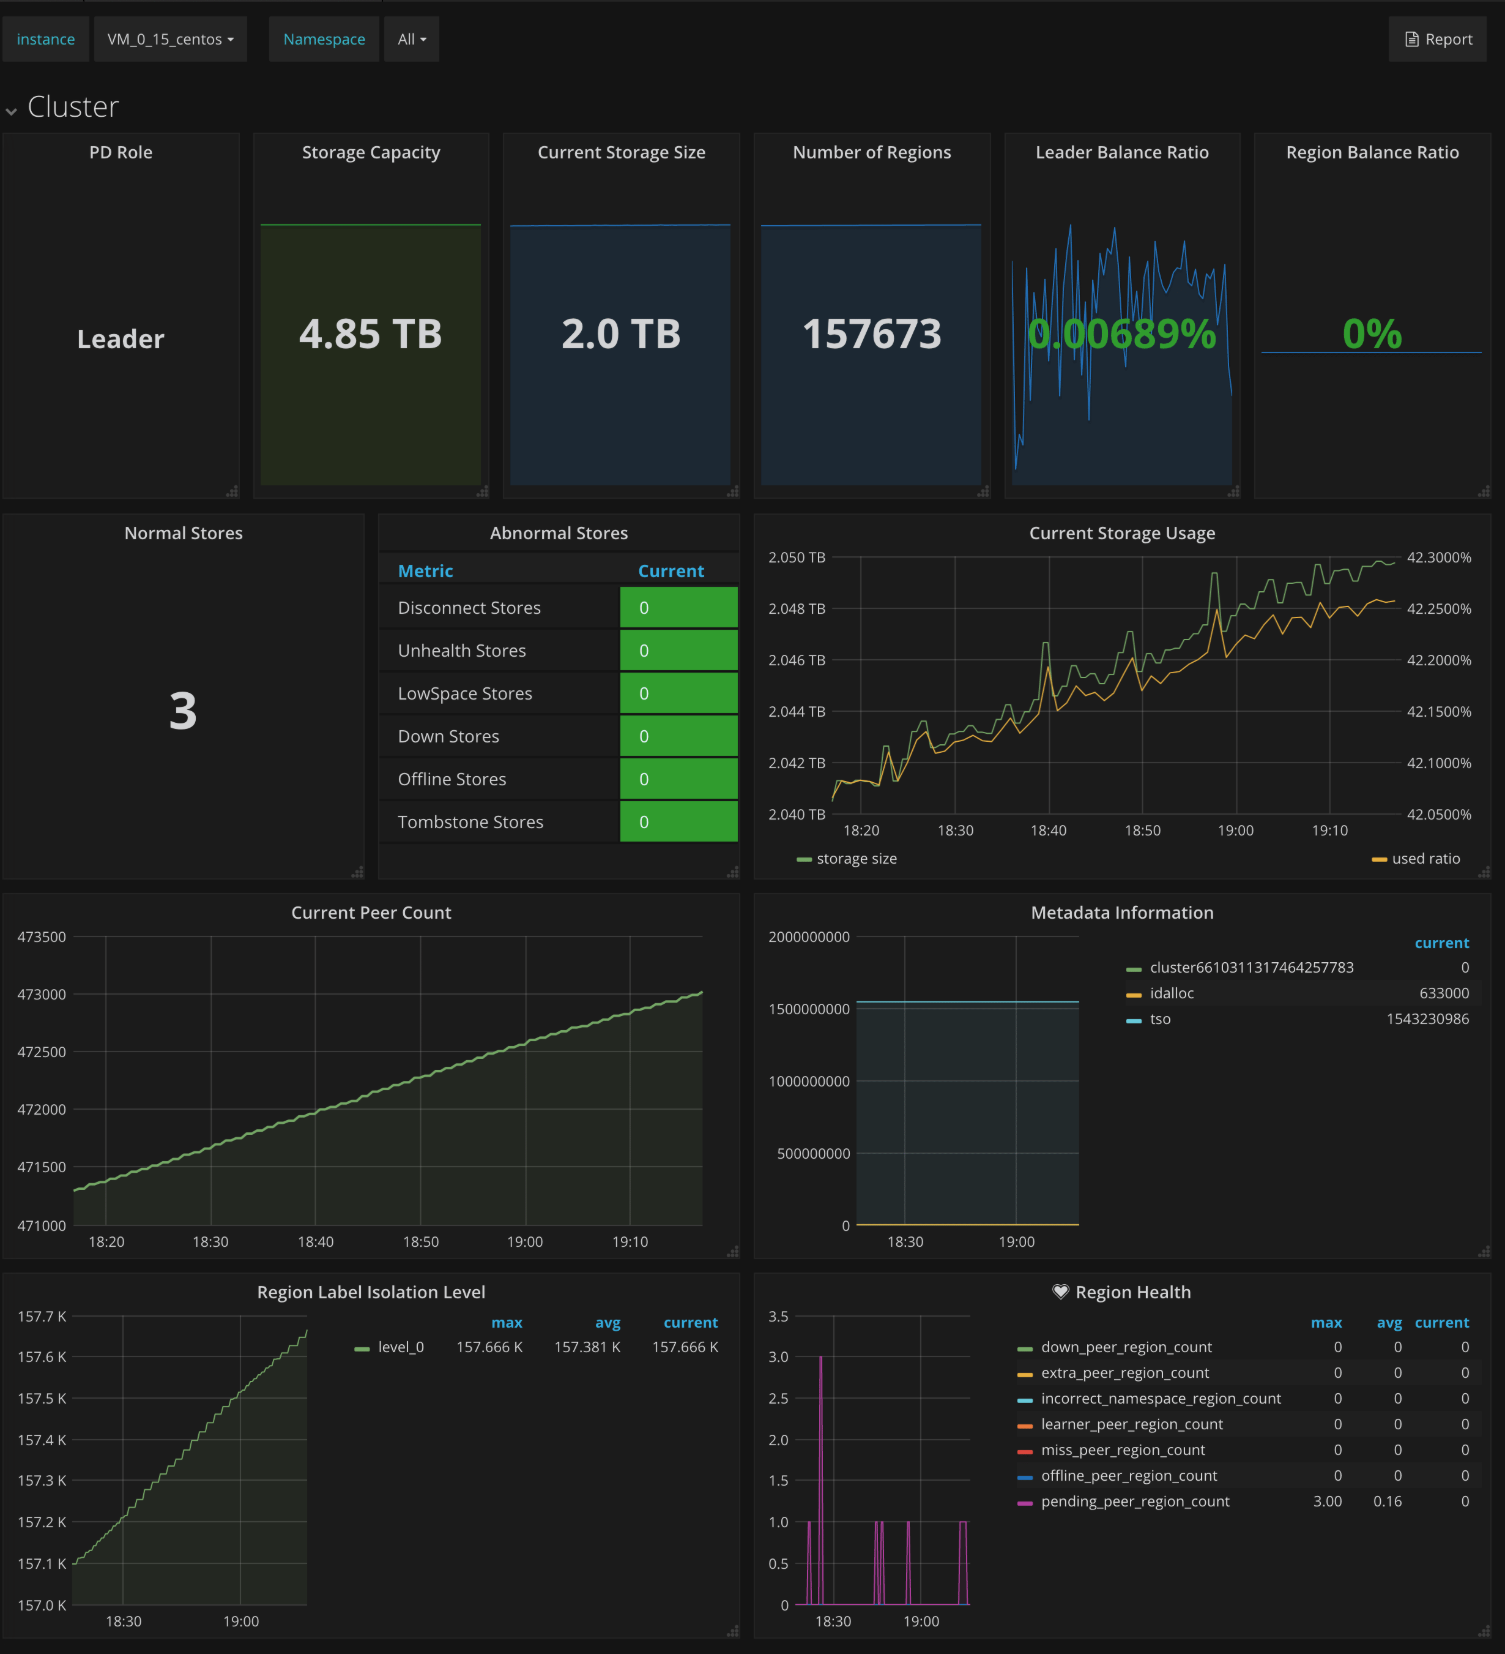 instance VM_0_15_centos Namespace All Report
Cluster
PD Role
Leader
Storage Capacity
4.85 TB
Current Storage Size
2.0 TB
Number of Regions
157673
Leader Balance Ratio
0.00689%
Region Balance Ratio
0%
Normal Stores
3
Abnormal Stores
Metric Current
Disconnect Stores 0
Unhealth Stores 0
LowSpace Stores 0
Down Stores 0
Offline Stores 0
Tombstone Stores 0
Current Storage Usage
2.050 TB 42.3000%
2.048 TB 42.2500%
2.046 TB 42.2000%
2.044 TB 42.1500%
2.042 TB 42.1000%
2.040 TB 42.0500%
18:20 18:30 18:40 18:50 19:00 19:10
storage size used ratio
Current Peer Count
473500
473000
472500
472000
471500
471000
18:20 18:30 18:40 18:50 19:00 19:10
Metadata Information
2000000000
1500000000
1000000000
500000000
0
18:30 19:00
current
cluster6610311317464257783 0
idalloc 633000
tso 1543230986
Region Label Isolation Level
157.7 K
157.6 K
157.5 K
157.4 K
157.3 K
157.2 K
157.1 K
157.0 K
18:30 19:00
max avg current
level_0 157.666 K 157.381 K 157.666 K
Region Health
3.5
3.0
2.5
2.0
1.5
1.0
0.5
0
18:30 19:00
max avg current
down_peer_region_count 0 0 0
extra_peer_region_count 0 0 0
incorrect_namespace_region_count 0 0 0
learner_peer_region_count 0 0 0
miss_peer_region_count 0 0 0
offline_peer_region_count 0 0 0
pending_peer_region_count 3.00 0.16 0